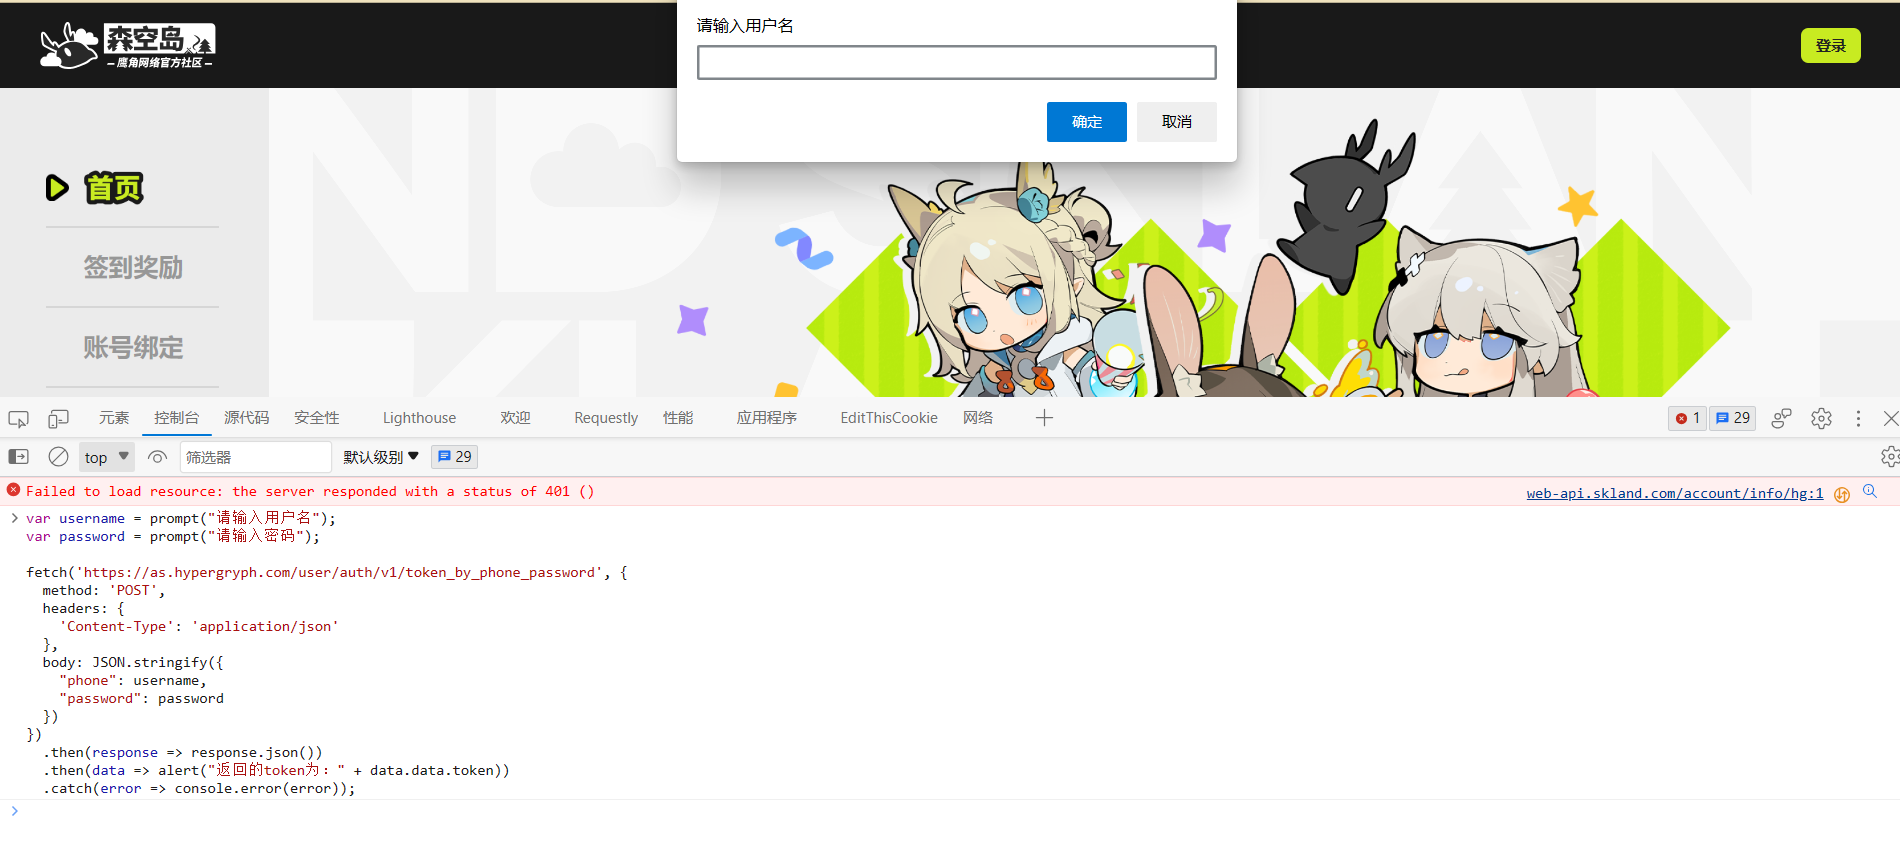 请输入用户名
确定
取消
森空岛
鹰角网络官方社区
登录
首页
签到奖励
账号绑定
元素
控制台
源代码
安全性
Lighthouse
欢迎
Requestly
性能
应用程序
EditThisCookie
网络
1
29
top
筛选器
默认级别
29
Failed to load resource: the server responded with a status of 401 ()
web-api.skland.com/account/info/hg:1
var username = prompt("请输入用户名");
var password = prompt("请输入密码");
fetch('https://as.hypergryph.com/user/auth/v1/token_by_phone_password', {
method: 'POST',
headers: {
'Content-Type': 'application/json'
},
body: JSON.stringify({
"phone": username,
"password": password
})
})
.then(response => response.json())
.then(data => alert("返回的token为：" + data.data.token))
.catch(error => console.error(error));